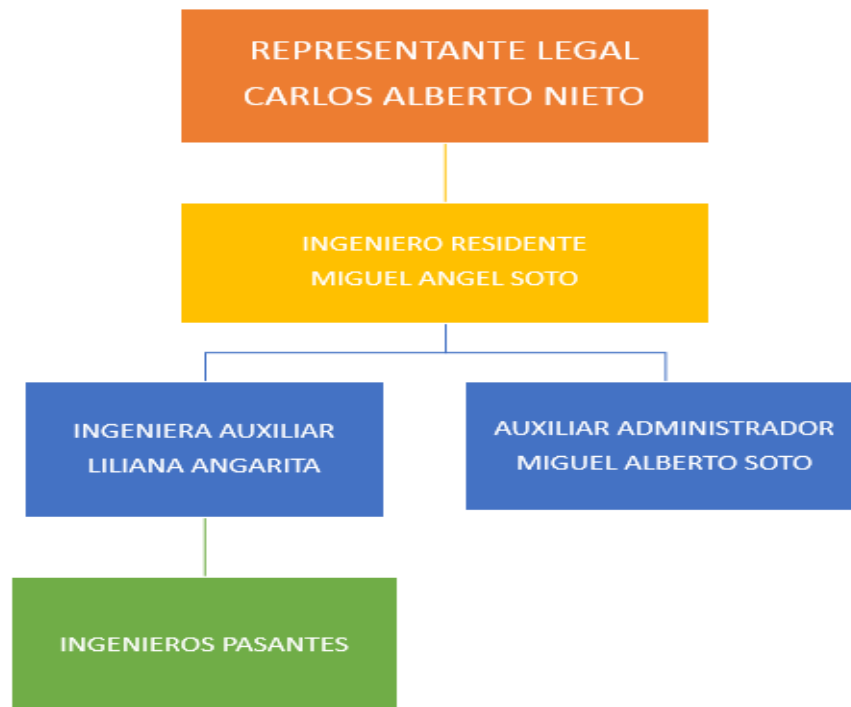 REPRESENTANTE LEGAL
CARLOS ALBERTO NIETO
INGENIERO RESIDENTE
MIGUEL ANGEL SOTO
INGENIERA AUXILIAR
LILIANA ANGARITA
AUXILIAR ADMINISTRADOR
MIGUEL ALBERTO SOTO
INGENIEROS PASANTES